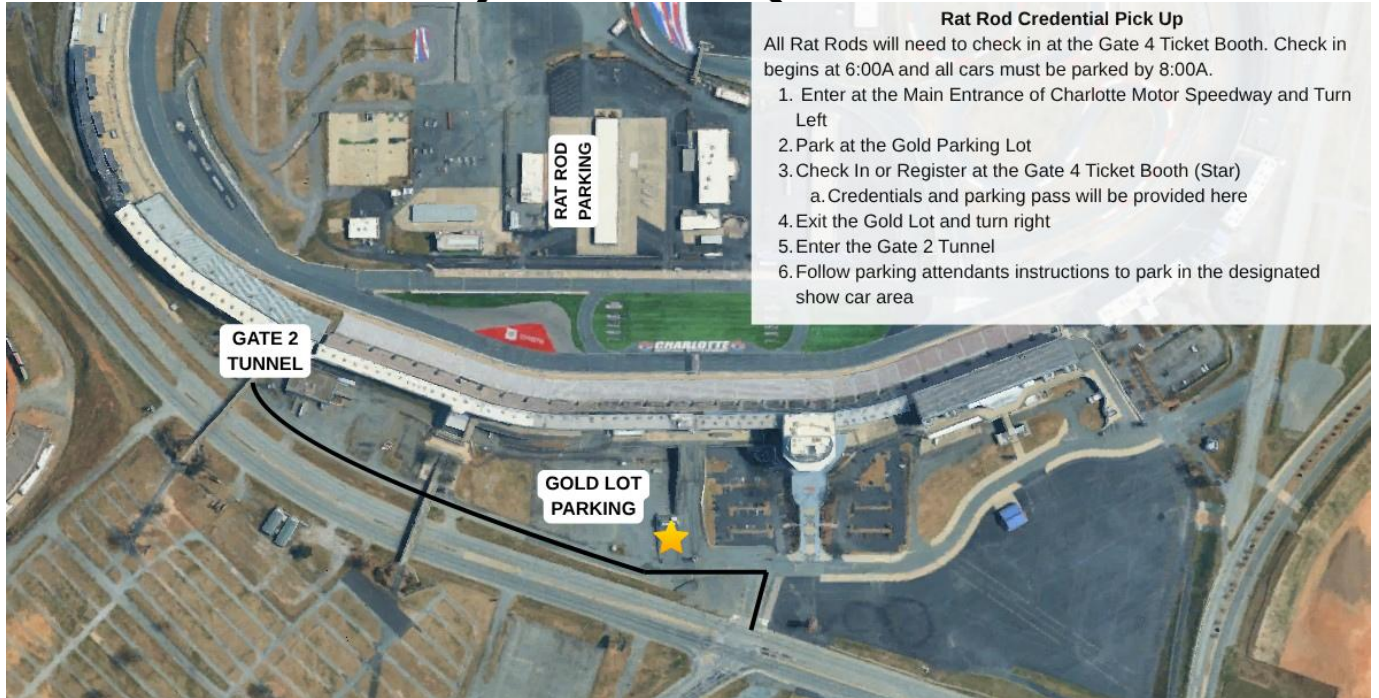 Rat Rod Credential Pick Up
All Rat Rods will need to check in at the Gate 4 Ticket Booth. Check in
begins at 6:00A and all cars must be parked by 8:00A.
1. Enter at the Main Entrance of Charlotte Motor Speedway and Turn
Left
2. Park at the Gold Parking Lot
3. Check In or Register at the Gate 4 Ticket Booth (Star)
a. Credentials and parking pass will be provided here
4. Exit the Gold Lot and turn right
5. Enter the Gate 2 Tunnel
6. Follow parking attendants instructions to park in the designated
show car area
RAT ROD
PARKING
GATE 2
TUNNEL
CHARLOTTE
GOLD LOT
PARKING